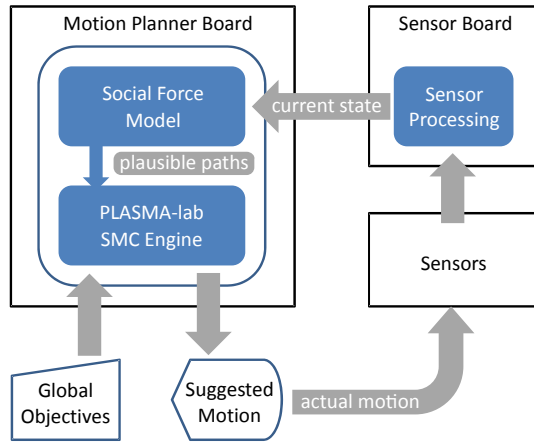 Motion Planner Board
Sensor Board
Social Force
Model
current state
Sensor
Processing
plausible paths
PLASMA-lab
SMC Engine
Sensors
Global
Objectives
Suggested
Motion
actual motion